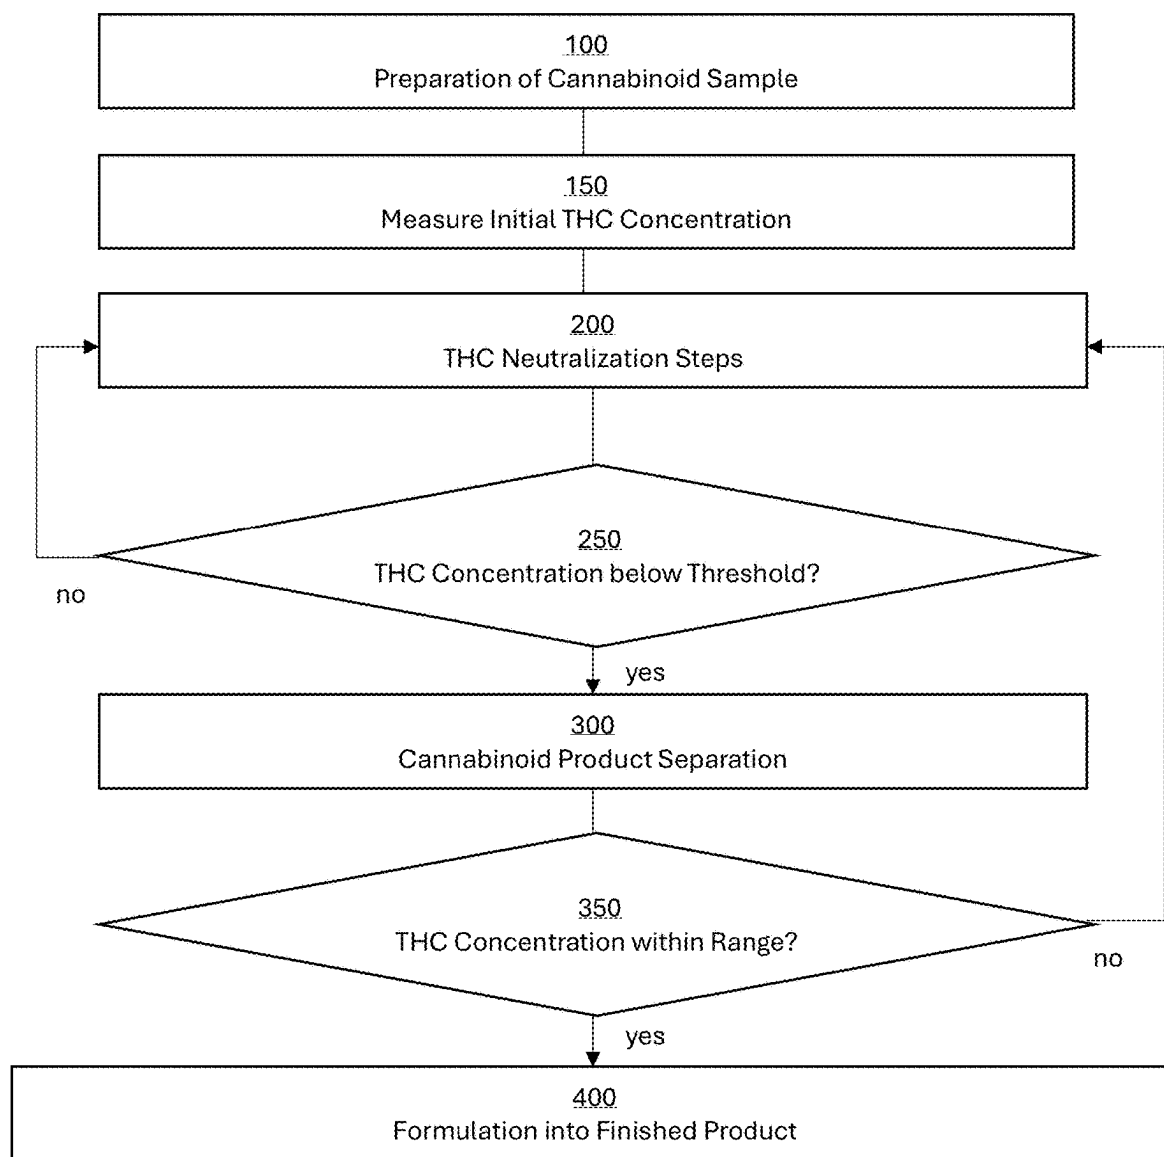 100
Preparation of Cannabinoid Sample
150
Measure Initial THC Concentration
200
THC Neutralization Steps
250
THC Concentration below Threshold?
no
yes
300
Cannabinoid Product Separation
350
THC Concentration within Range?
no
yes
400
Formulation into Finished Product